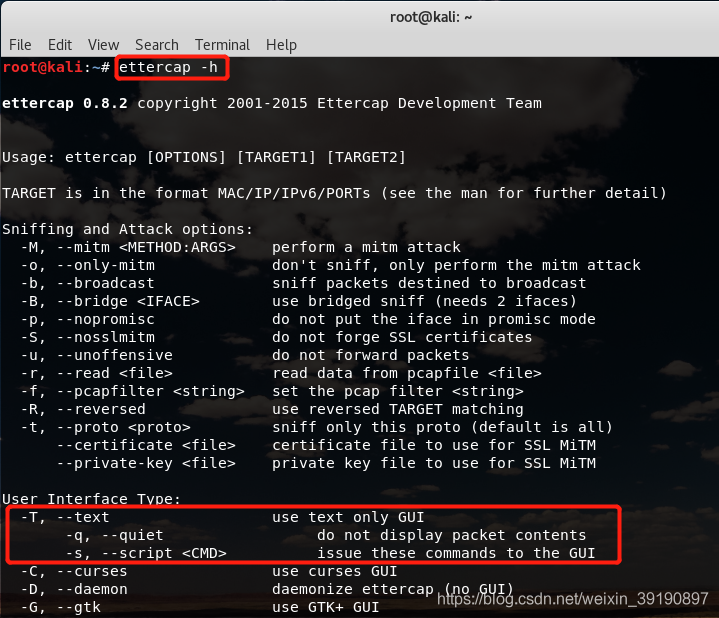 root@kali: ~
File Edit View Search Terminal Help
root@kali:~# ettercap -h
ettercap 0.8.2 copyright 2001-2015 Ettercap Development Team
Usage: ettercap [OPTIONS] [TARGET1] [TARGET2]
TARGET is in the format MAC/IP/IPv6/PORTs (see the man for further detail)
Sniffing and Attack options:
-M, --mitm <METHOD:ARGS> perform a mitm attack
-o, --only-mitm don't sniff, only perform the mitm attack
-b, --broadcast sniff packets destined to broadcast
-B, --bridge <IFACE> use bridged sniff (needs 2 ifaces)
-p, --nopromisc do not put the iface in promisc mode
-S, --nosslmitm do not forge SSL certificates
-u, --unoffensive do not forward packets
-r, --read <file> read data from pcapfile <file>
-f, --pcapfilter <string> set the pcap filter <string>
-R, --reversed use reversed TARGET matching
-t, --proto <proto> sniff only this proto (default is all)
--certificate <file> certificate file to use for SSL MiTM
--private-key <file> private key file to use for SSL MiTM
User Interface Type:
-T, --text use text only GUI
-q, --quiet do not display packet contents
-s, --script <CMD> issue these commands to the GUI
-C, --curses use curses GUI
-D, --daemon daemonize ettercap (no GUI)
-G, --gtk use GTK+ GUI
https://blog.csdn.net/weixin_39190897